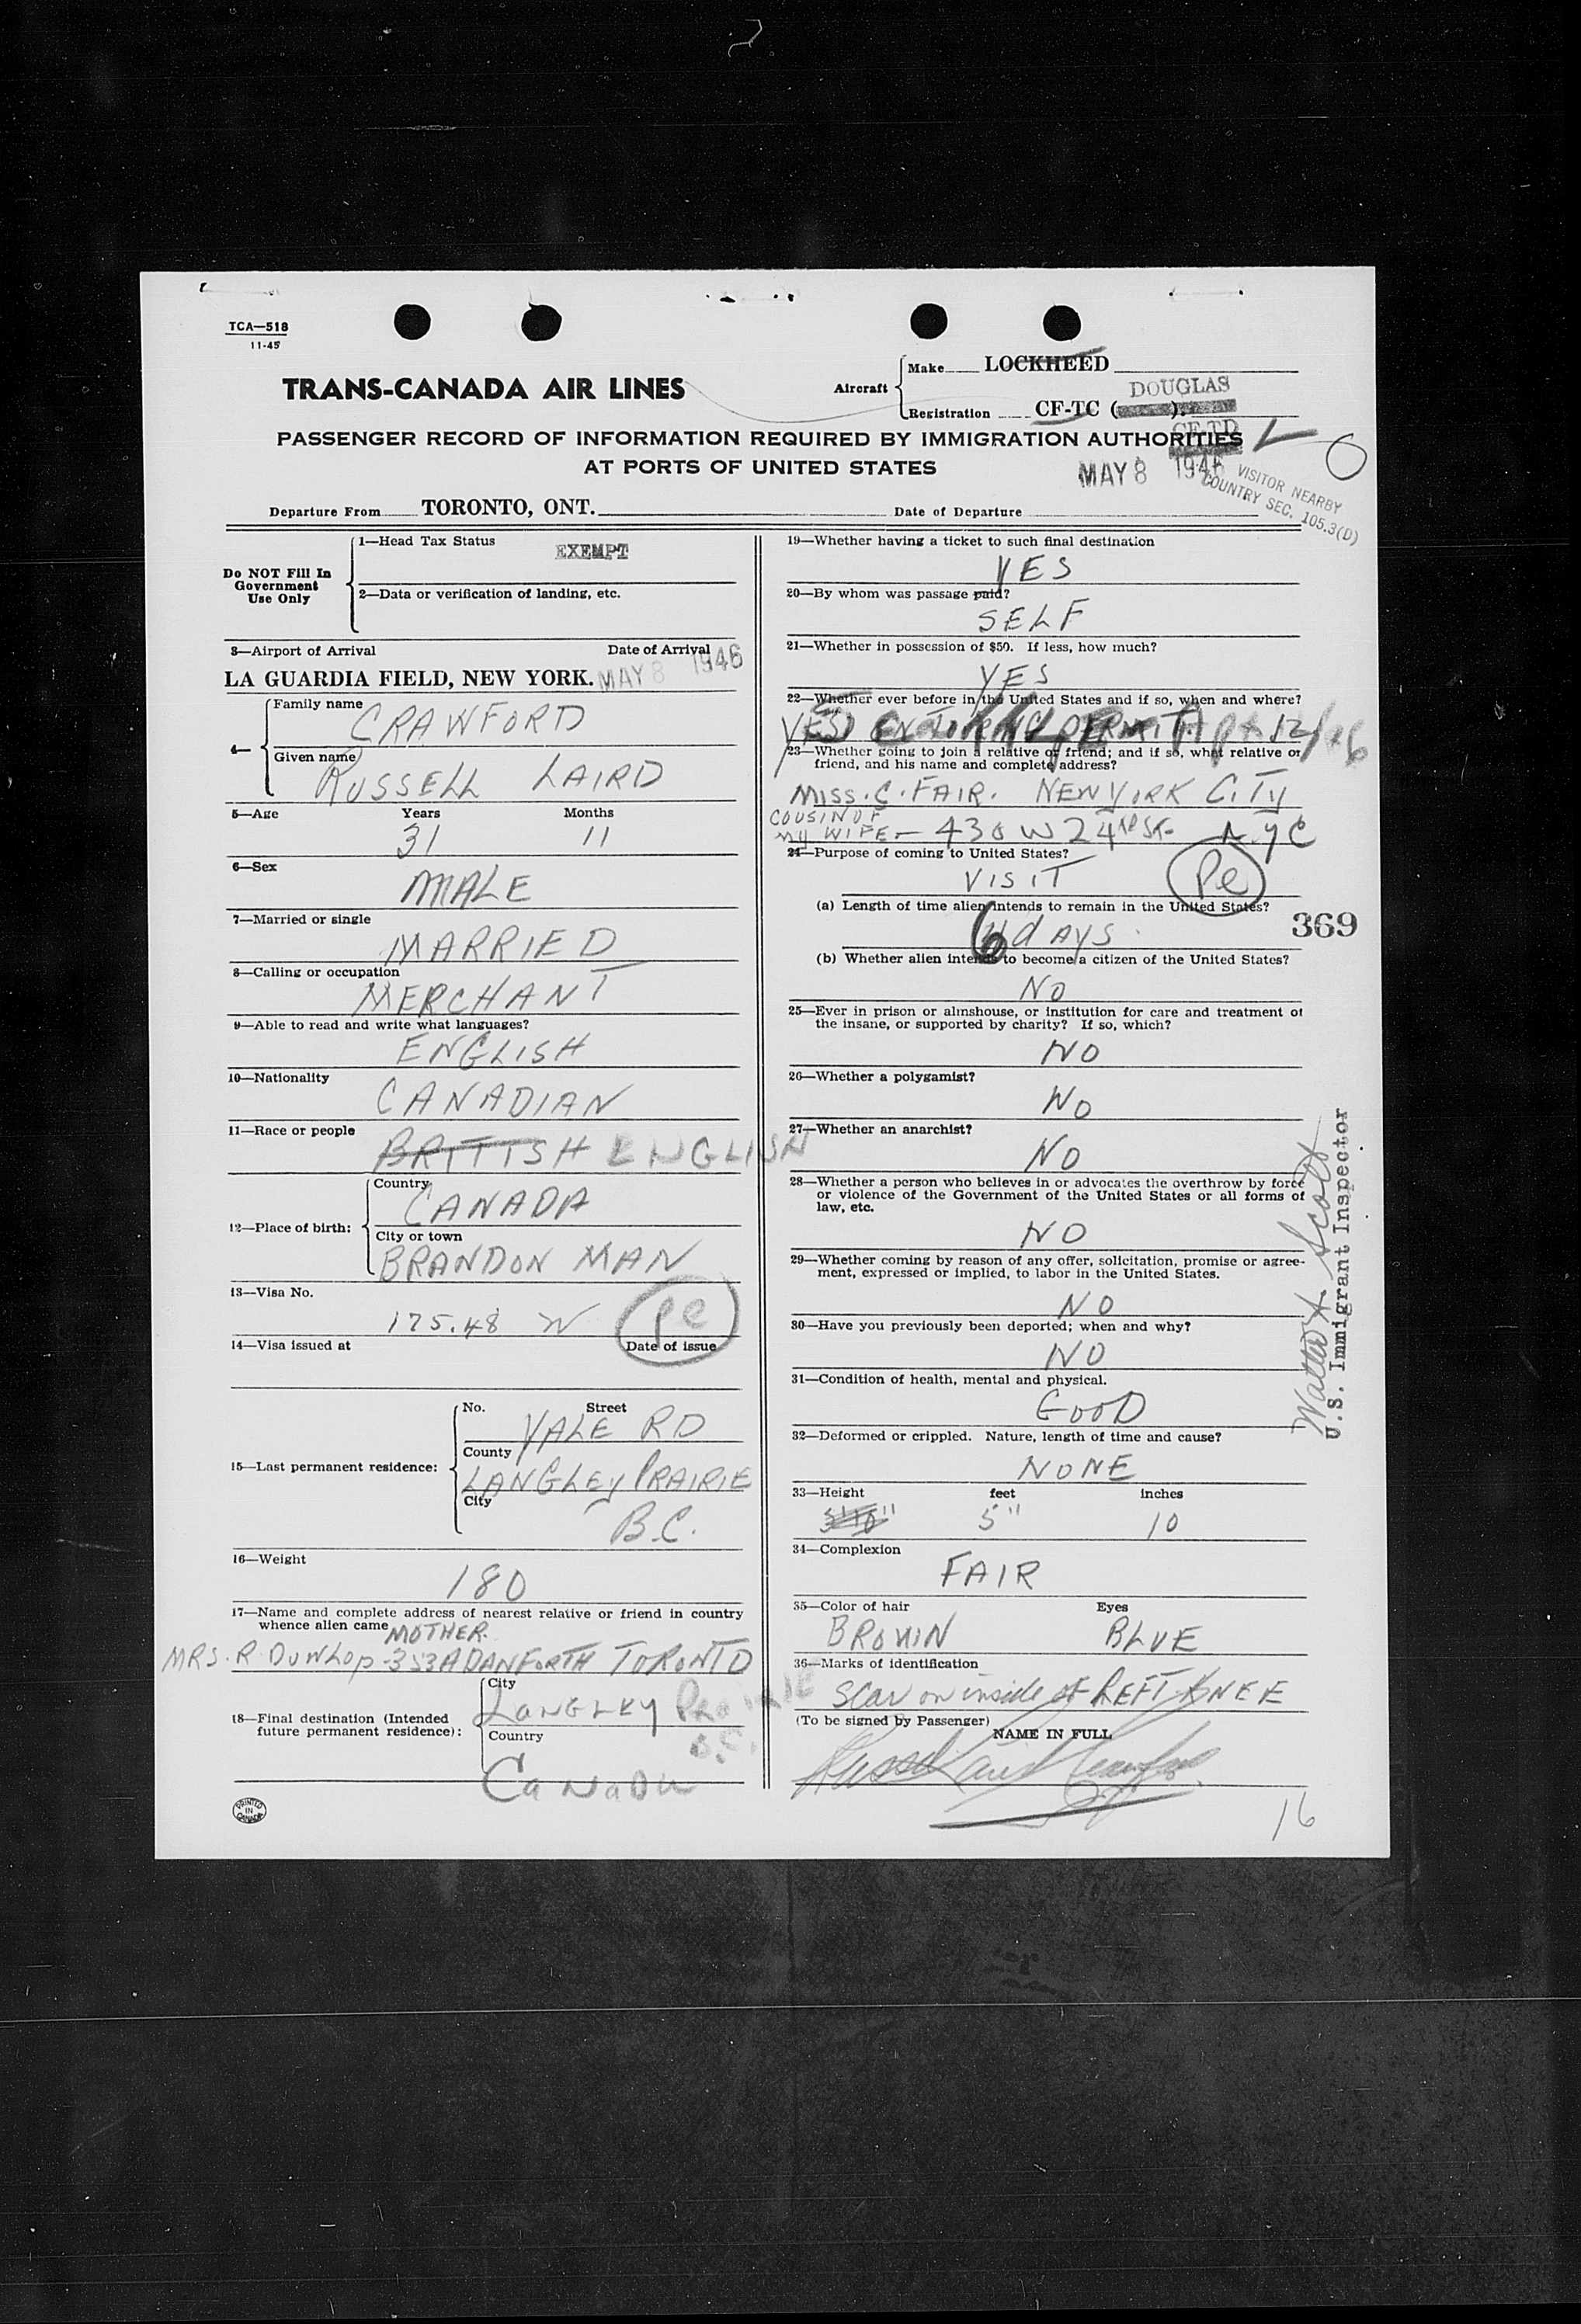 TCA—518
11-45
TRANS-CANADA AIR LINES
Aircraft
Make LOCKHEED
DOUGLAS
Registration CF-TC ( ).
CF-TD
PASSENGER RECORD OF INFORMATION REQUIRED BY IMMIGRATION AUTHORITIES
AT PORTS OF UNITED STATES
MAY 8 1946
VISITOR NEARBY
COUNTRY SEC. 105.3(D)
Departure From TORONTO, ONT. Date of Departure
Do NOT Fill In
Government
Use Only
1—Head Tax Status
EXEMPT
2—Data or verification of landing, etc.
3—Airport of Arrival Date of Arrival
LA GUARDIA FIELD, NEW YORK. MAY 8 1946
4—
Family name
CRAWFORD
Given name
RUSSELL LAIRD
5—Age Years Months
31 11
6—Sex
MALE
7—Married or single
MARRIED
8—Calling or occupation
MERCHANT
9—Able to read and write what languages?
ENGLISH
10—Nationality
CANADIAN
11—Race or people
BRITTISH ENGLISH
12—Place of birth:
Country
CANADA
City or town
BRANDON MAN
13—Visa No.
175.48 W Pe
14—Visa issued at Date of issue
15—Last permanent residence:
No. Street
YALE RD
County
LANGLEY PRAIRIE
City
B.C.
16—Weight
180
17—Name and complete address of nearest relative or friend in country
whence alien came
MOTHER.
MRS. R DUNLOP-353A DANFORTH TORONTO
18—Final destination (Intended
future permanent residence):
City
LANGLEY Prairie
B.C.
Country
CANADA
PRINTED
IN
CANADA
19—Whether having a ticket to such final destination
YES
20—By whom was passage paid?
SELF
21—Whether in possession of $50. If less, how much?
YES
22—Whether ever before in the United States and if so, when and where?
YES
23—Whether going to join a relative or friend; and if so, what relative or
friend, and his name and complete address?
MISS. C. FAIR. NEW YORK CITY
COUSIN OF
MY WIFE — 430 W 24 St. NYC
24—Purpose of coming to United States?
VISIT Pe
(a) Length of time alien intends to remain in the United States?
6 days
369
(b) Whether alien intends to become a citizen of the United States?
NO
25—Ever in prison or almshouse, or institution for care and treatment of
the insane, or supported by charity? If so, which?
NO
26—Whether a polygamist?
NO
27—Whether an anarchist?
NO
28—Whether a person who believes in or advocates the overthrow by force
or violence of the Government of the United States or all forms of
law, etc.
NO
29—Whether coming by reason of any offer, solicitation, promise or agree-
ment, expressed or implied, to labor in the United States.
NO
30—Have you previously been deported; when and why?
NO
31—Condition of health, mental and physical.
GOOD
32—Deformed or crippled. Nature, length of time and cause?
NONE
33—Height feet inches
5" 10
34—Complexion
FAIR
35—Color of hair Eyes
BROWN BLUE
36—Marks of identification
Scar on inside of LEFT KNEE
(To be signed by Passenger) NAME IN FULL
Russell Laird Crawford
16
Scott
U.S. Immigrant Inspector